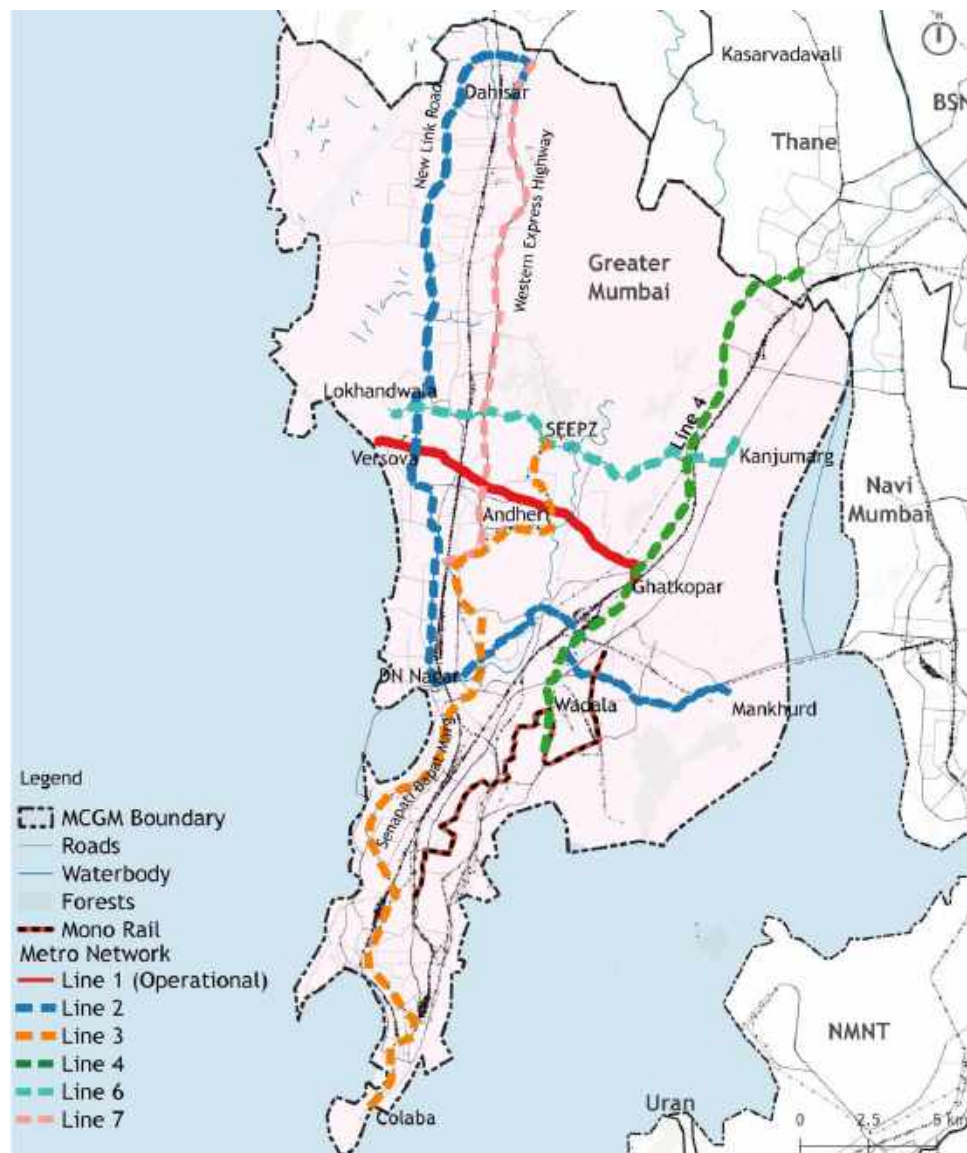 N
Kasarvadavali
BSN
Thane
Dahisar
New Link Road
Western Express Highway
Greater
Mumbai
Lokhandwala
SEEPZ
Line 4
Versova
Kanjumarg
Navi
Mumbai
Andheri
Ghatkopar
DN Nagar
Wadala
Mankhurd
Senapati Bapat Marg
Legend
MCGM Boundary
Roads
Waterbody
Forests
Mono Rail
Metro Network
Line 1 (Operational)
Line 2
Line 3
Line 4
Line 6
Line 7
NMNT
Uran
Colaba
0 2.5 5 km